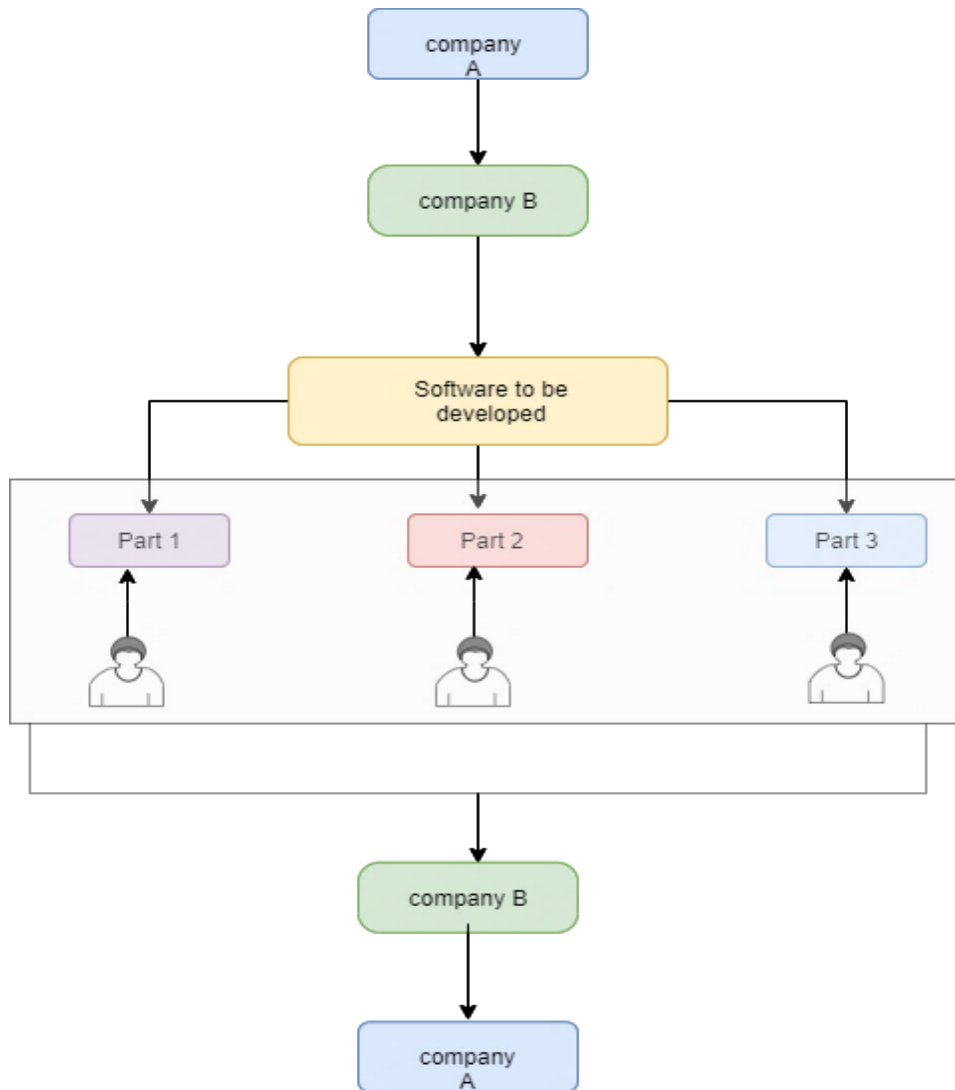 company
A
company B
Software to be
developed
Part 1
Part 2
Part 3
company B
company
A